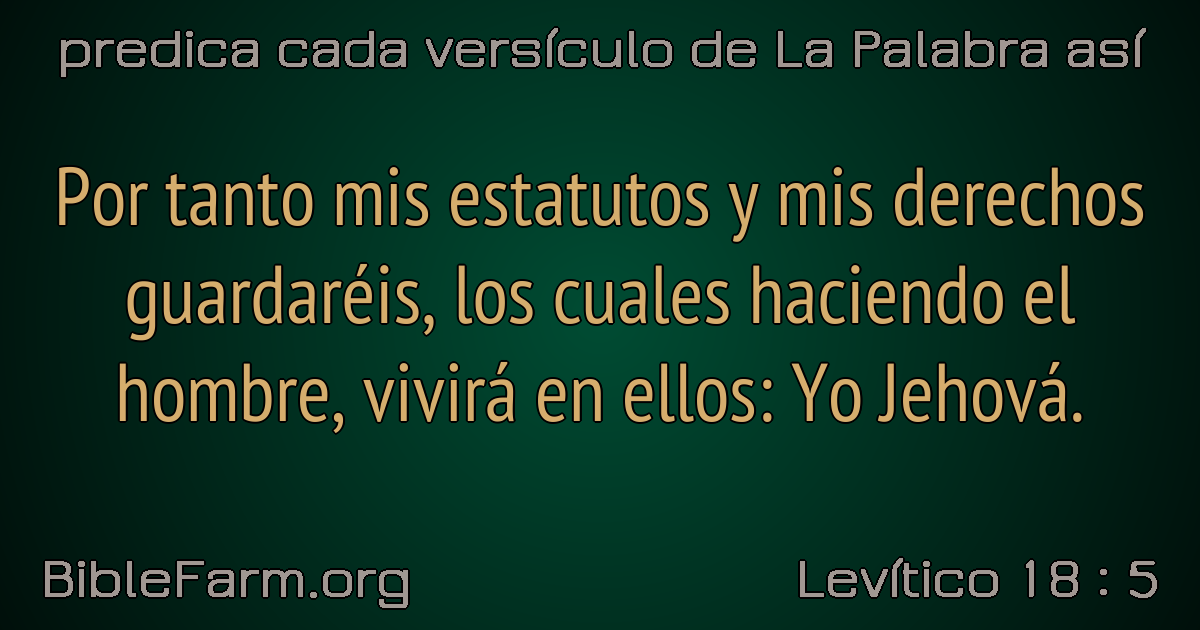 predica cada versículo de La Palabra así
Por tanto mis estatutos y mis derechos
guardaréis, los cuales haciendo el
hombre, vivirá en ellos: Yo Jehová.
BibleFarm.org
Levítico 18 : 5